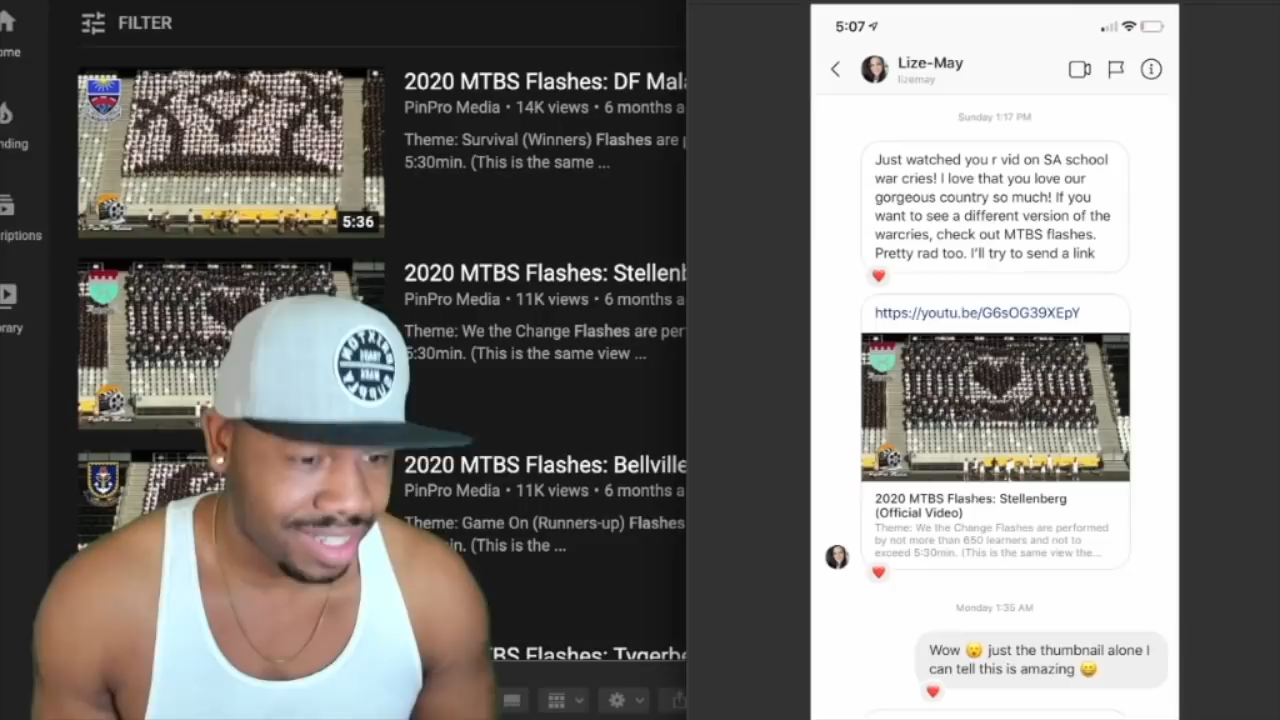 FILTER
ome
nding
riptions
rary
2020 MTBS Flashes: DF Mala
PinPro Media • 14K views • 6 months a
Theme: Survival (Winners) Flashes are p
5:30min. (This is the same ...
5:36
2020 MTBS Flashes: Stellenb
PinPro Media • 11K views • 6 months a
Theme: We the Change Flashes are per
5:30min. (This is the same view ...
2020 MTBS Flashes: Bellville
PinPro Media • 11K views • 6 months a
Theme: Game On (Runners-up) Flashes
in. (This is the ...
BS Flashes: Tygerbe
5:07
Lize-May
lizemay
Sunday 1:17 PM
Just watched you r vid on SA school
war cries! I love that you love our
gorgeous country so much! If you
want to see a different version of the
warcries, check out MTBS flashes.
Pretty rad too. I'll try to send a link
https://youtu.be/G6sOG39XEpY
2020 MTBS Flashes: Stellenberg
(Official Video)
Theme: We the Change Flashes are performed
by not more than 650 learners and not to
exceed 5:30min. (This is the same view the...
Monday 1:35 AM
Wow 😮 just the thumbnail alone I
can tell this is amazing 😄